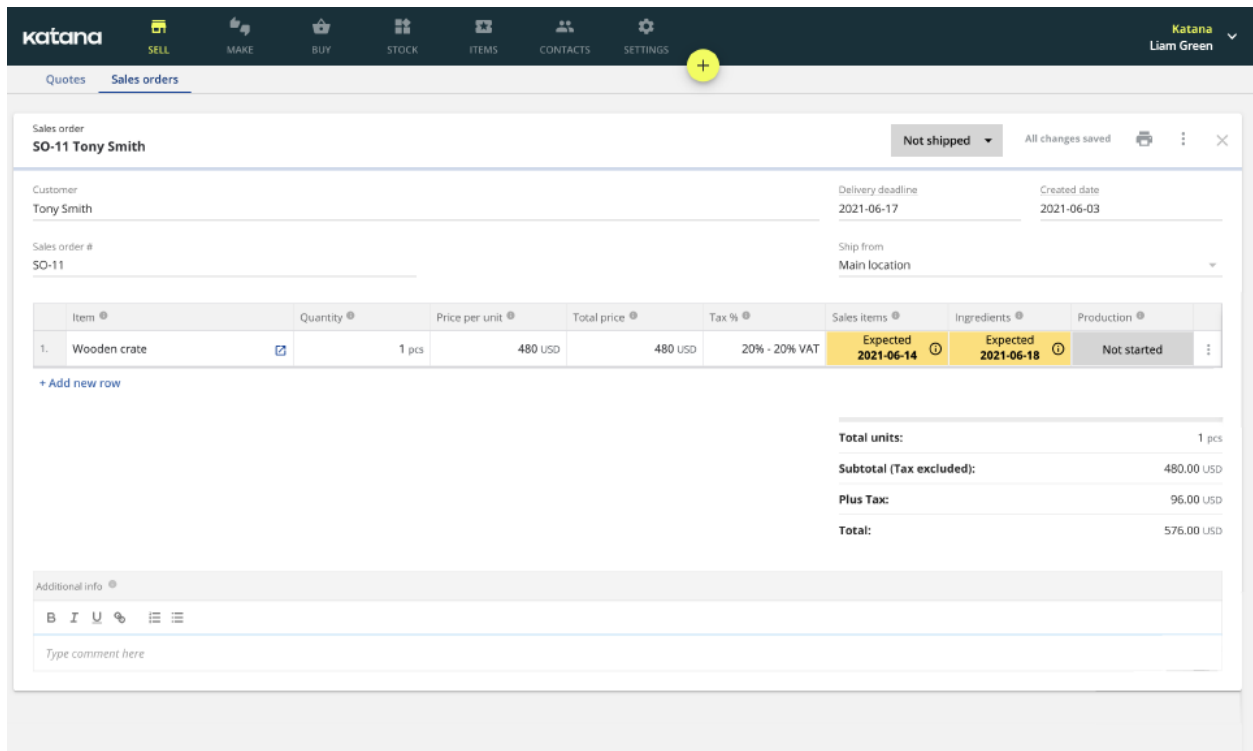 katana
SELL
MAKE
BUY
STOCK
ITEMS
CONTACTS
SETTINGS
+
Katana
Liam Green
Quotes
Sales orders
Sales order
SO-11 Tony Smith
Not shipped
All changes saved
Customer
Tony Smith
Delivery deadline
2021-06-17
Created date
2021-06-03
Sales order #
SO-11
Ship from
Main location
Item Quantity Price per unit Total price Tax % Sales items Ingredients Production
1. Wooden crate 1 pcs 480 USD 480 USD 20% - 20% VAT Expected 2021-06-14 Expected 2021-06-18 Not started
+ Add new row
Total units: 1 pcs
Subtotal (Tax excluded): 480.00 USD
Plus Tax: 96.00 USD
Total: 576.00 USD
Additional info
B I U
Type comment here